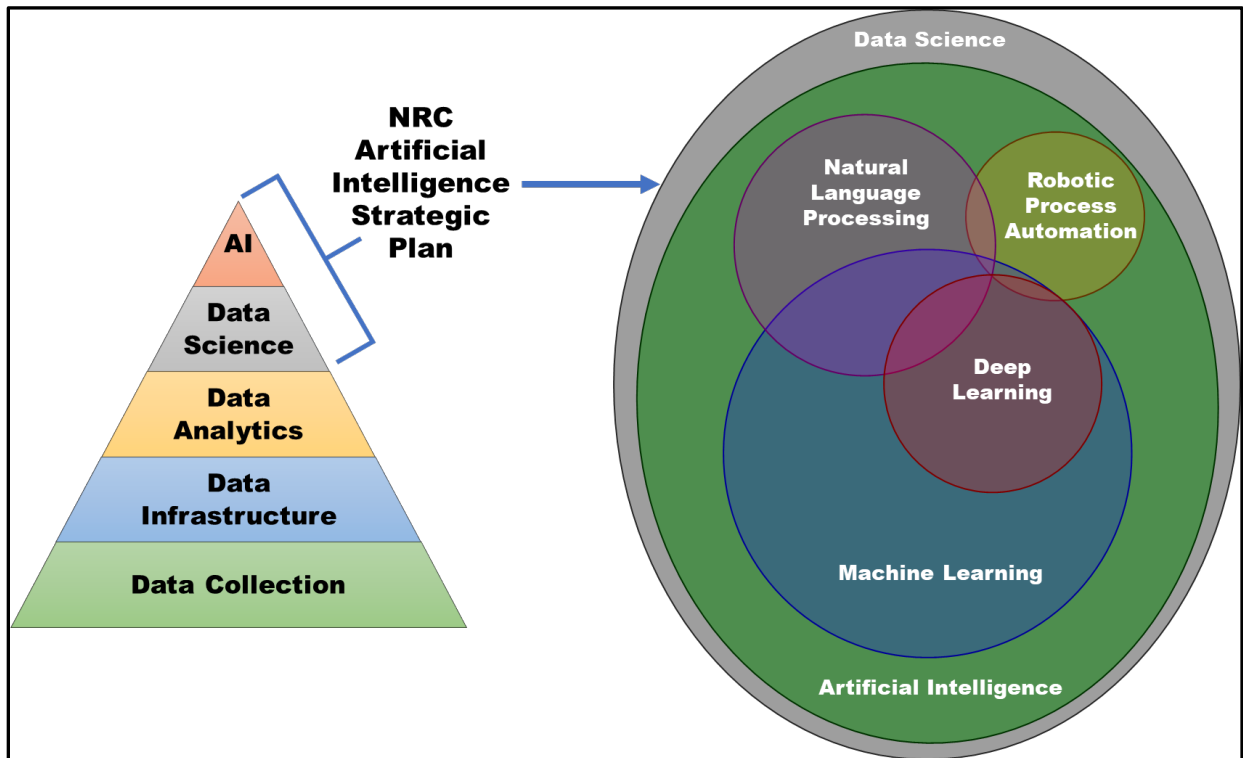 NRC
Artificial
Intelligence
Strategic
Plan
AI
Data
Science
Data
Analytics
Data
Infrastructure
Data Collection
Data Science
Natural
Language
Processing
Robotic
Process
Automation
Deep
Learning
Machine Learning
Artificial Intelligence